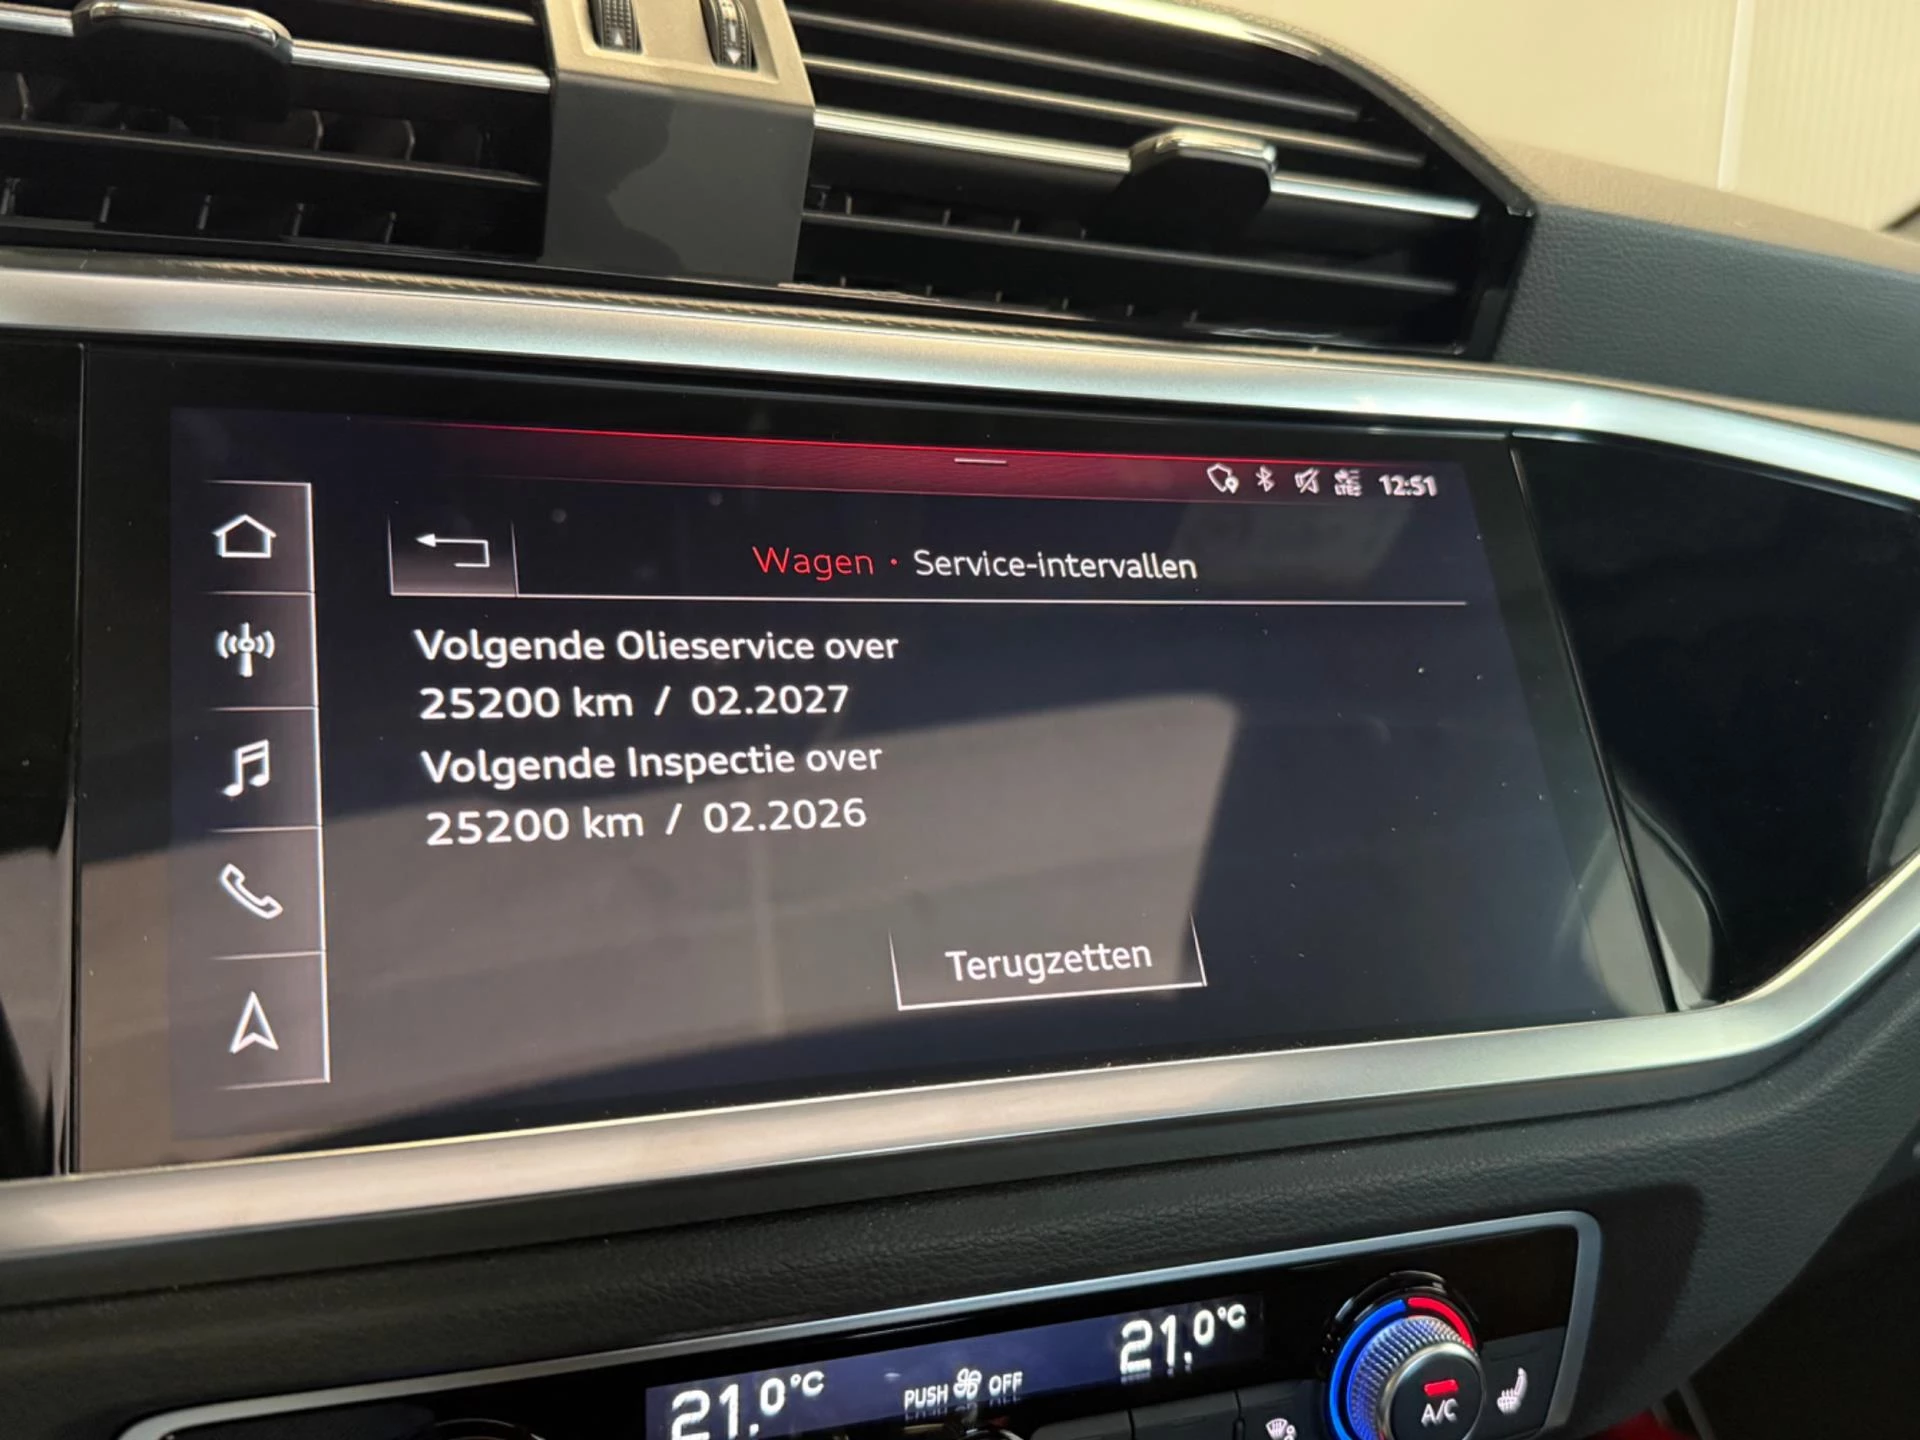 LTE 12:51
Wagen • Service-intervallen
Volgende Olieservice over
25200 km / 02.2027
Volgende Inspectie over
25200 km / 02.2026
Terugzetten
21.0°C PUSH OFF 21.0°C
A/C